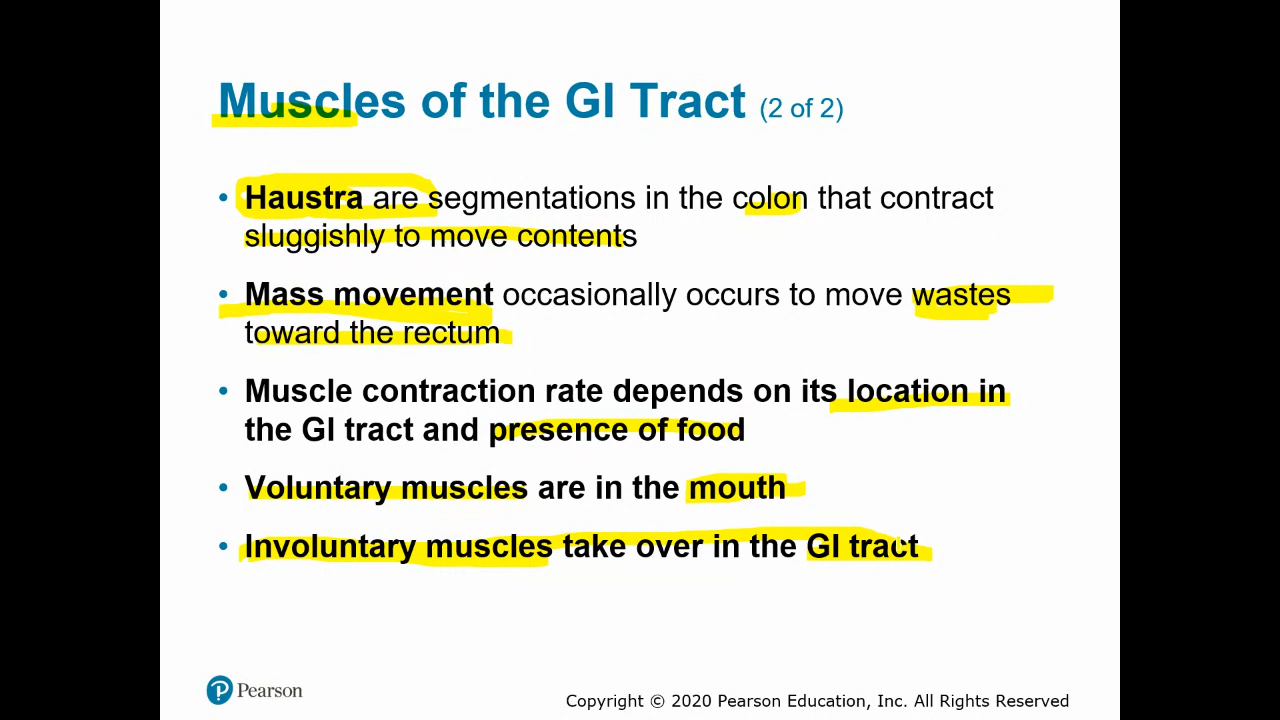 Muscles of the GI Tract (2 of 2)
• Haustra are segmentations in the colon that contract
sluggishly to move contents
• Mass movement occasionally occurs to move wastes
toward the rectum
• Muscle contraction rate depends on its location in
the GI tract and presence of food
• Voluntary muscles are in the mouth
• Involuntary muscles take over in the GI tract
P Pearson
Copyright © 2020 Pearson Education, Inc. All Rights Reserved